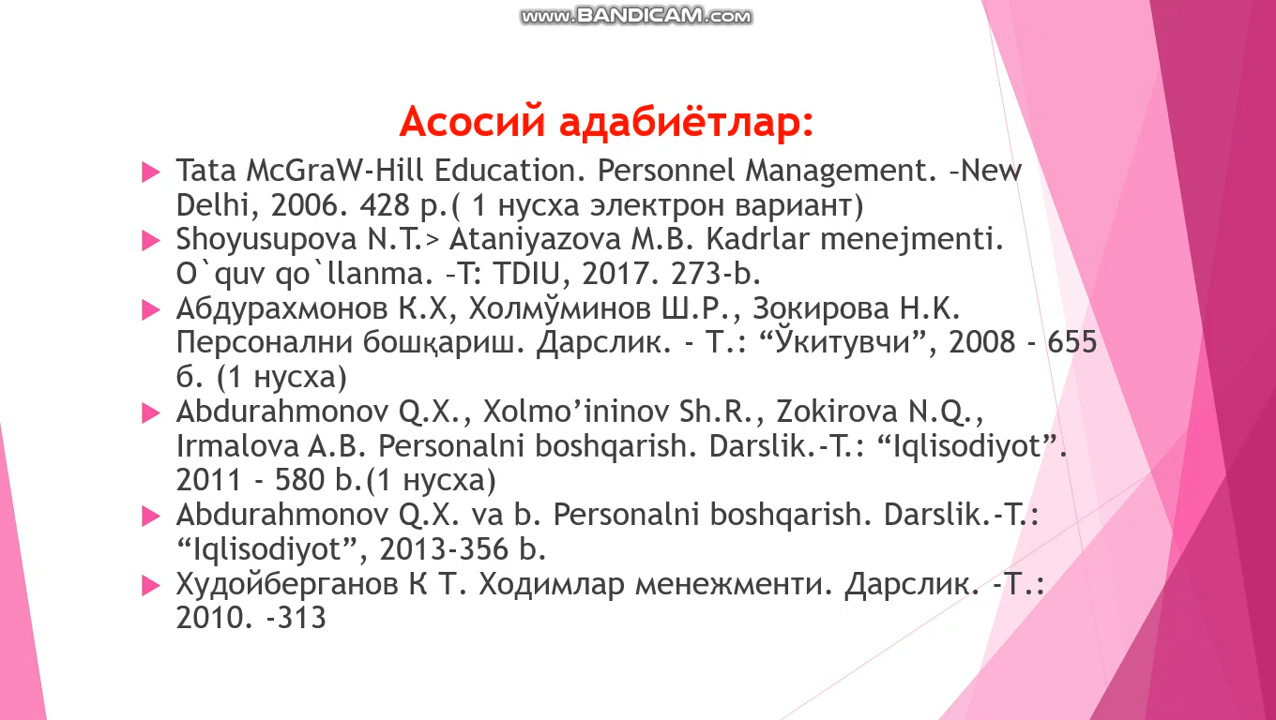 www.BANDICAM.com
Асосий адабиётлар:
Tata McGraW-Hill Education. Personnel Management. –New
Delhi, 2006. 428 p.( 1 нусха электрон вариант)
Shoyusupova N.T.> Ataniyazova M.B. Kadrlar menejmenti.
O`quv qo`llanma. –T: TDIU, 2017. 273-b.
Абдурахмонов К.Х, Холмўминов Ш.Р., Зокирова Н.К.
Персонални бошқариш. Дарслик. - Т.: “Ўкитувчи”, 2008 - 655
б. (1 нусха)
Abdurahmonov Q.X., Xolmo’ininov Sh.R., Zokirova N.Q.,
Irmalova A.B. Personalni boshqarish. Darslik.-T.: “Iqlisodiyot”.
2011 - 580 b.(1 нусха)
Abdurahmonov Q.X. va b. Personalni boshqarish. Darslik.-T.:
“Iqlisodiyot”, 2013-356 b.
Худойберганов К Т. Ходимлар менежменти. Дарслик. -Т.:
2010. -313